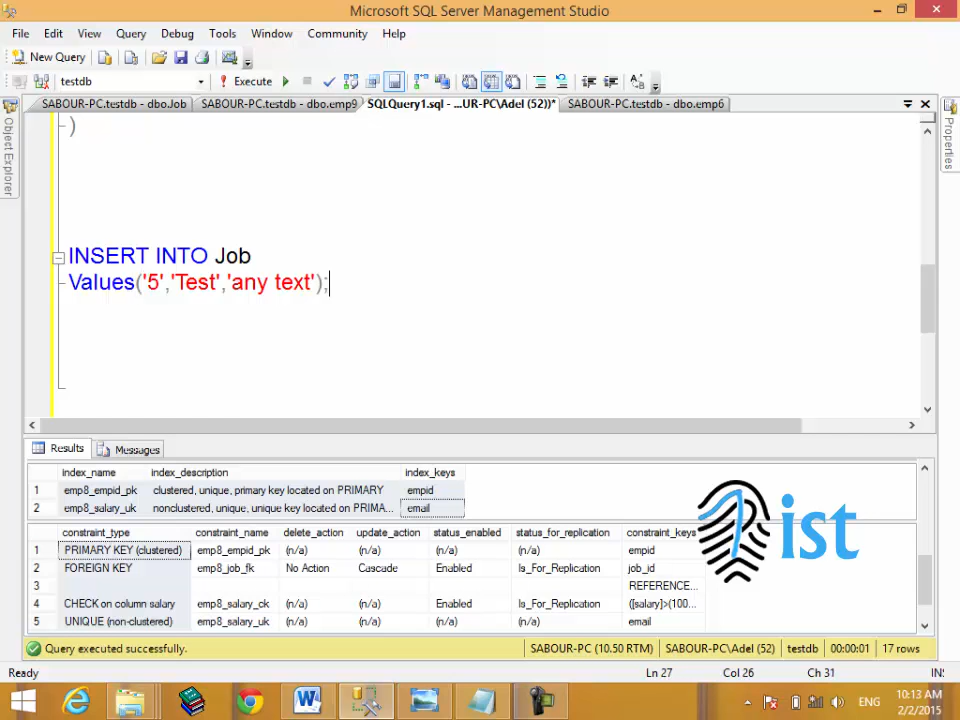 Microsoft SQL Server Management Studio
File Edit View Query Debug Tools Window Community Help
New Query
testdb Execute
SABOUR-PC.testdb - dbo.Job SABOUR-PC.testdb - dbo.emp9 SQLQuery1.sql - ...UR-PC\Adel (52))* SABOUR-PC.testdb - dbo.emp6
Object Explorer
Properties
)
INSERT INTO Job
Values('5','Test','any text');
Results Messages
index_name index_description index_keys
1 emp8_empid_pk clustered, unique, primary key located on PRIMARY empid
2 emp8_salary_uk nonclustered, unique, unique key located on PRIMA... email
constraint_type constraint_name delete_action update_action status_enabled status_for_replication constraint_keys
1 PRIMARY KEY (clustered) emp8_empid_pk (n/a) (n/a) (n/a) (n/a) empid
2 FOREIGN KEY emp8_job_fk No Action Cascade Enabled Is_For_Replication job_id
3 REFERENCE...
4 CHECK on column salary emp8_salary_ck (n/a) (n/a) Enabled Is_For_Replication ([salary]>(100...
5 UNIQUE (non-clustered) emp8_salary_uk (n/a) (n/a) (n/a) (n/a) email
ist
Query executed successfully. SABOUR-PC (10.50 RTM) SABOUR-PC\Adel (52) testdb 00:00:01 17 rows
Ready Ln 27 Col 26 Ch 31 INS
ENG
10:13 AM
2/2/2015